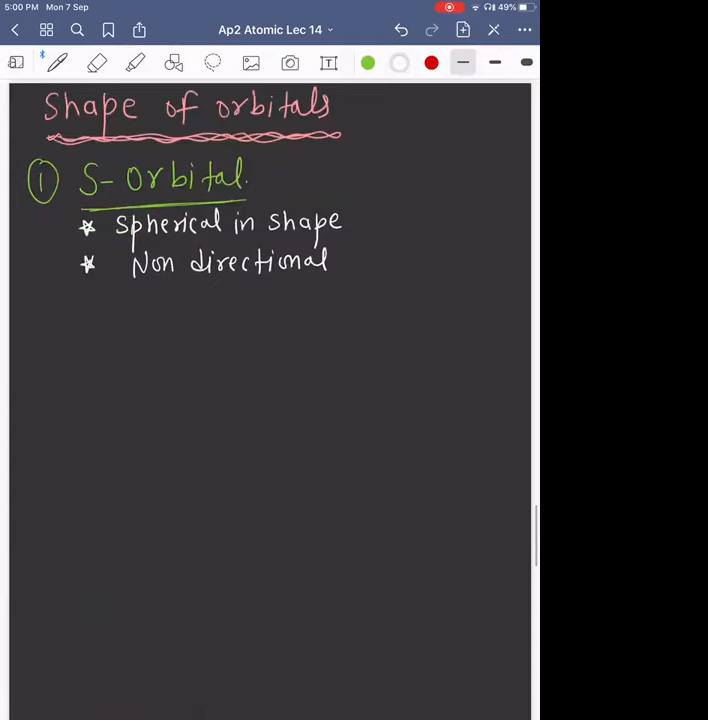 5:00 PM Mon 7 Sep
49%
Ap2 Atomic Lec 14
T
Shape of orbitals
① S-orbital.
☆ Spherical in shape
☆ Non directional